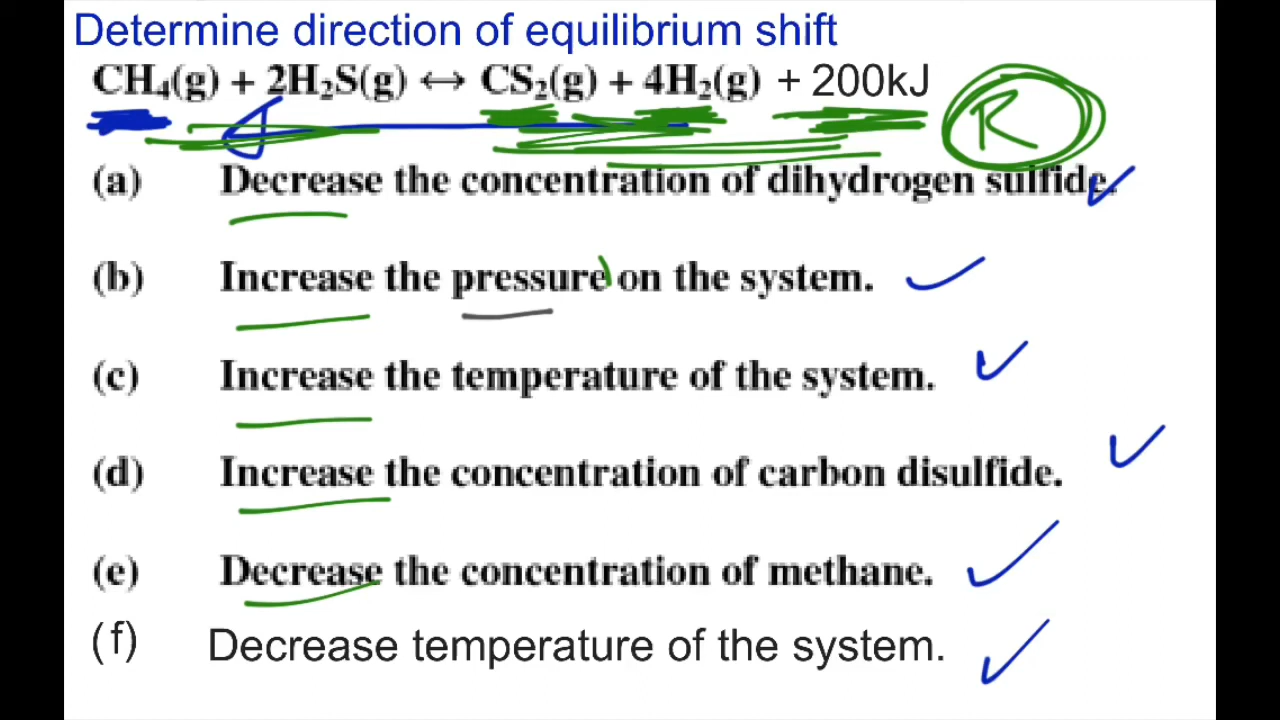 Determine direction of equilibrium shift
CH₄(g) + 2H₂S(g) ↔ CS₂(g) + 4H₂(g) + 200kJ
R
(a) Decrease the concentration of dihydrogen sulfide.
(b) Increase the pressure on the system.
(c) Increase the temperature of the system.
(d) Increase the concentration of carbon disulfide.
(e) Decrease the concentration of methane.
(f) Decrease temperature of the system.